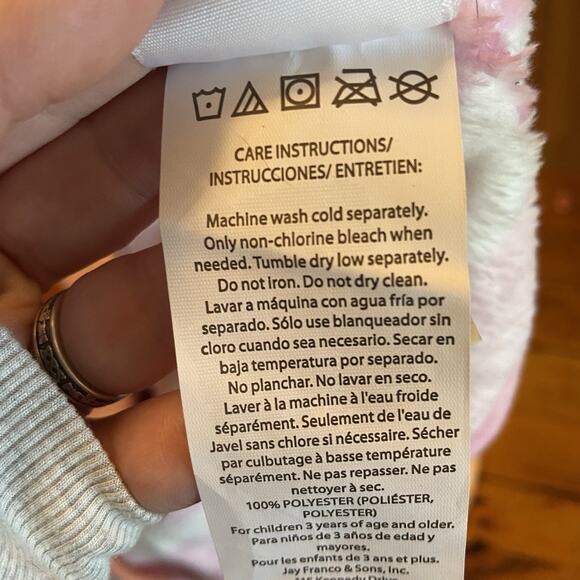 CARE INSTRUCTIONS/
INSTRUCCIONES/ ENTRETIEN:
Machine wash cold separately.
Only non-chlorine bleach when
needed. Tumble dry low separately.
Do not iron. Do not dry clean.
Lavar a máquina con agua fría por
separado. Sólo use blanqueador sin
cloro cuando sea necesario. Secar en
baja temperatura por separado.
No planchar. No lavar en seco.
Laver à la machine à l'eau froide
séparément. Seulement de l'eau de
Javel sans chlore si nécessaire. Sécher
par culbutage à basse température
séparément. Ne pas repasser. Ne pas
nettoyer à sec.
100% POLYESTER (POLIÉSTER,
POLYESTER)
For children 3 years of age and older.
Para niños de 3 años de edad y
mayores.
Pour les enfants de 3 ans et plus.
Jay Franco & Sons, Inc.
Kennedy Drive